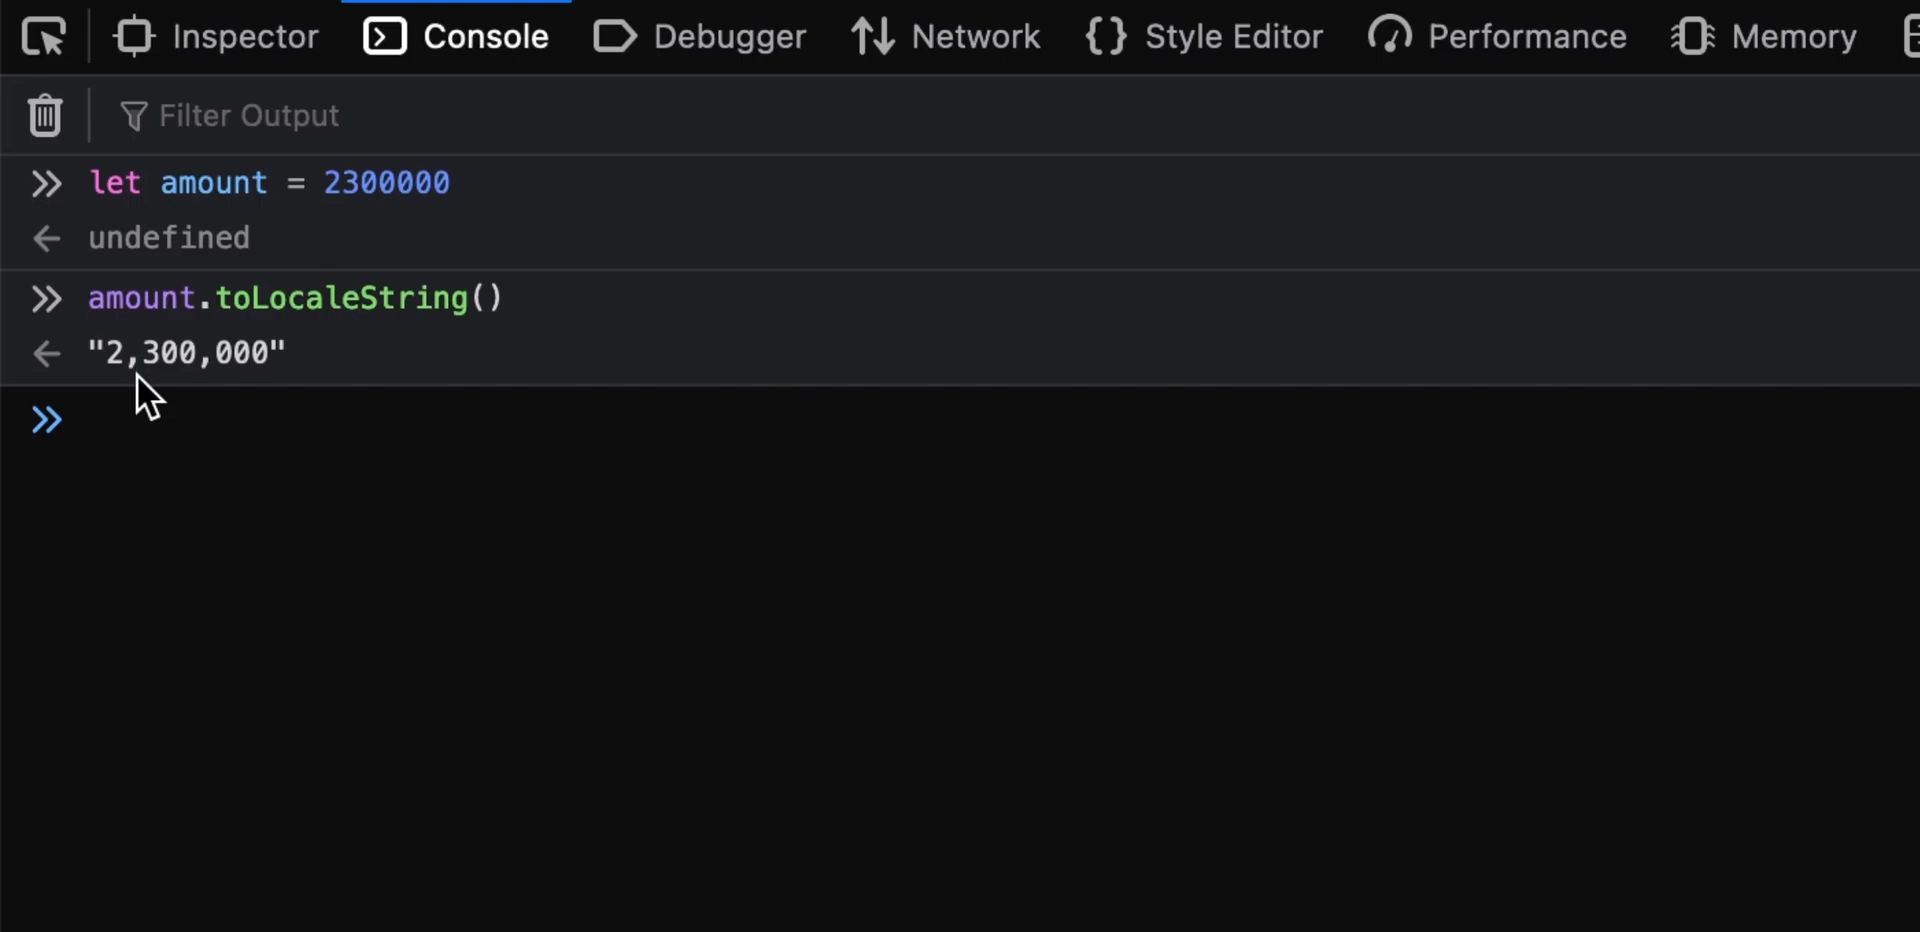 Inspector Console Debugger Network Style Editor Performance Memory
Filter Output
let amount = 2300000
undefined
amount.toLocaleString()
"2,300,000"